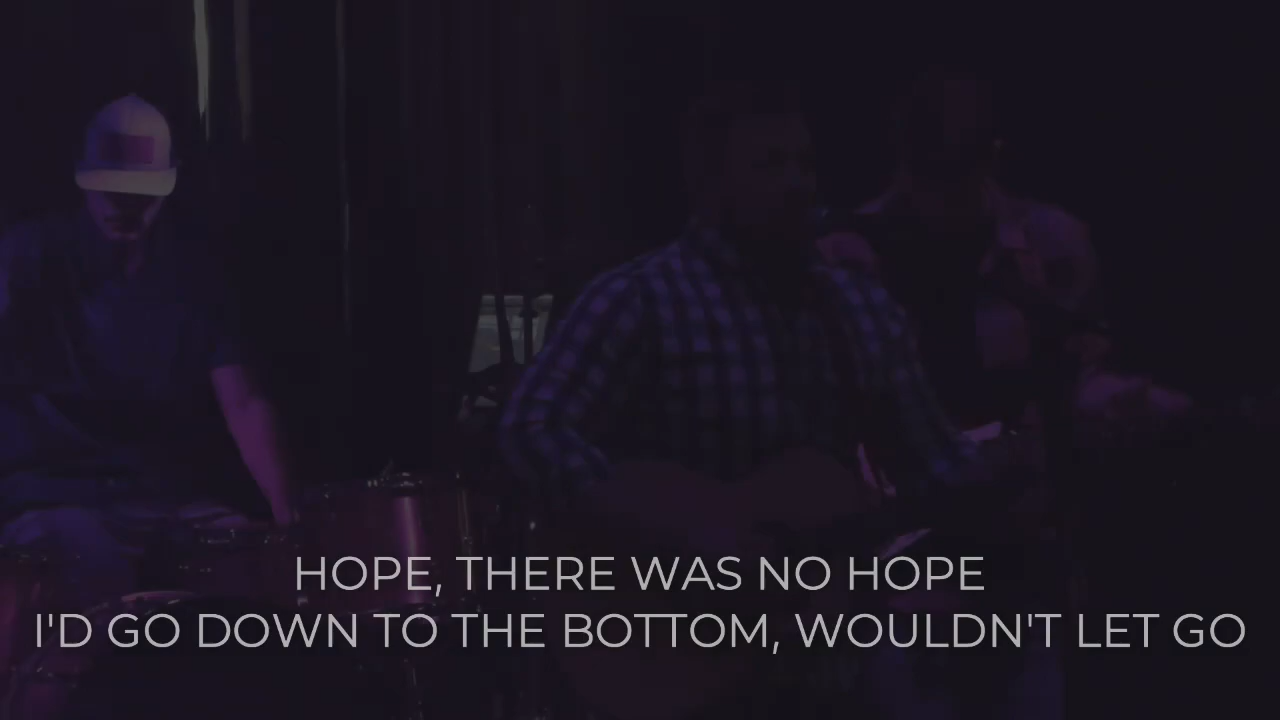 HOPE, THERE WAS NO HOPE
I'D GO DOWN TO THE BOTTOM, WOULDN'T LET GO